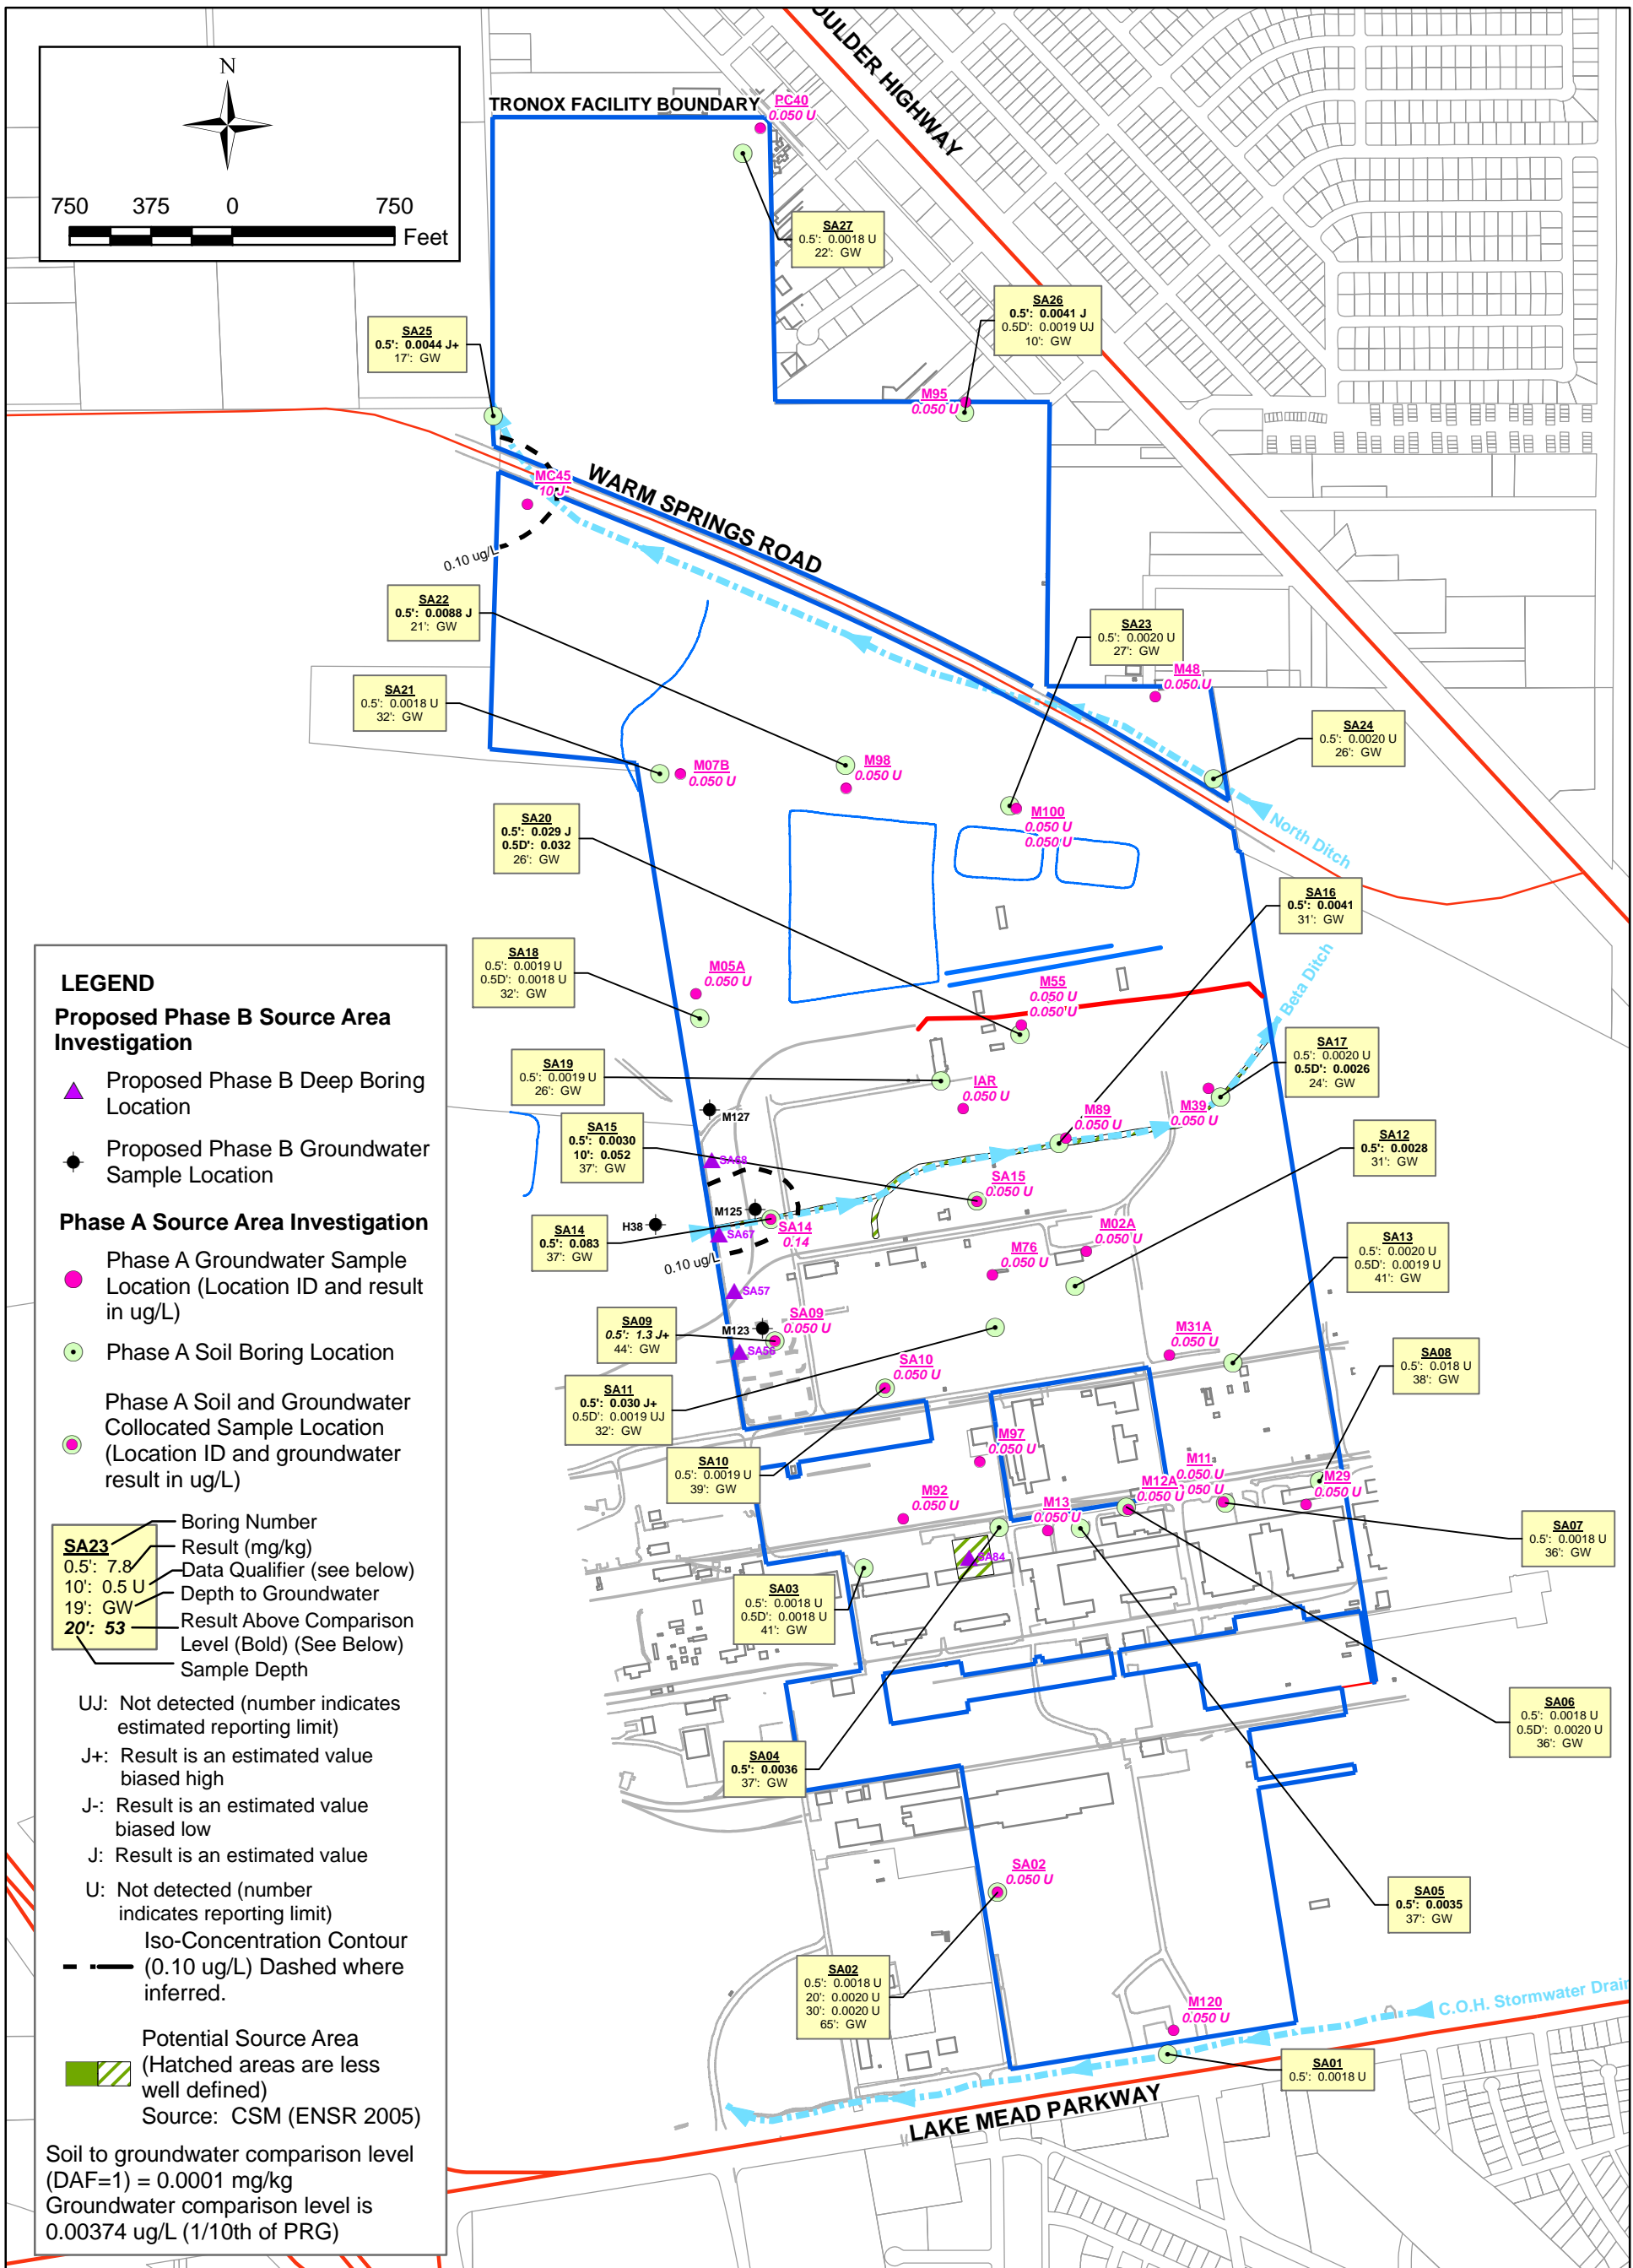 N
750 375 0 750
Feet
OULDER HIGHWAY
TRONOX FACILITY BOUNDARY
PC40
0.050 U
SA27
0.5': 0.0018 U
22': GW
SA26
0.5': 0.0041 J
0.5D': 0.0019 UJ
10': GW
SA25
0.5': 0.0044 J+
17': GW
M95
0.050 U
MC45
10 J-
WARM SPRINGS ROAD
0.10 ug/L
SA22
0.5': 0.0088 J
21': GW
SA23
0.5': 0.0020 U
27': GW
M48
0.050 U
SA21
0.5': 0.0018 U
32': GW
SA24
0.5': 0.0020 U
26': GW
M07B
0.050 U
M98
0.050 U
M100
0.050 U
0.050 U
North Ditch
SA20
0.5': 0.029 J
0.5D': 0.032
26': GW
SA16
0.5': 0.0041
31': GW
SA18
0.5': 0.0019 U
0.5D': 0.0018 U
32': GW
M05A
0.050 U
M55
0.050 U
0.050 U
Beta Ditch
SA17
0.5': 0.0020 U
0.5D': 0.0026
24': GW
SA19
0.5': 0.0019 U
26': GW
IAR
0.050 U
M127
M89
0.050 U
M39
0.050 U
SA15
0.5': 0.0030
10': 0.052
37': GW
SA12
0.5': 0.0028
31': GW
SA68
SA15
0.050 U
M125
H38
SA14
0.5': 0.083
37': GW
SA67
SA14
0.14
0.10 ug/L
M02A
0.050 U
M76
0.050 U
SA13
0.5': 0.0020 U
0.5D': 0.0019 U
41': GW
SA57
SA09
0.5': 1.3 J+
44': GW
M123
SA09
0.050 U
SA56
M31A
0.050 U
SA08
0.5': 0.018 U
38': GW
SA10
0.050 U
SA11
0.5': 0.030 J+
0.5D': 0.0019 UJ
32': GW
SA10
0.5': 0.0019 U
39': GW
M97
0.050 U
M11
0.050 U
0.050 U
M12A
0.050 U
M29
0.050 U
M92
0.050 U
M13
0.050 U
SA07
0.5': 0.0018 U
36': GW
SA84
SA03
0.5': 0.0018 U
0.5D': 0.0018 U
41': GW
SA06
0.5': 0.0018 U
0.5D': 0.0020 U
36': GW
SA04
0.5': 0.0036
37': GW
SA02
0.050 U
SA05
0.5': 0.0035
37': GW
SA02
0.5': 0.0018 U
20': 0.0020 U
30': 0.0020 U
65': GW
M120
0.050 U
C.O.H. Stormwater Drain
SA01
0.5': 0.0018 U
LAKE MEAD PARKWAY
LEGEND
Proposed Phase B Source Area
Investigation
Proposed Phase B Deep Boring
Location
Proposed Phase B Groundwater
Sample Location
Phase A Source Area Investigation
Phase A Groundwater Sample
Location (Location ID and result
in ug/L)
Phase A Soil Boring Location
Phase A Soil and Groundwater
Collocated Sample Location
(Location ID and groundwater
result in ug/L)
SA23
0.5': 7.8
10': 0.5 U
19': GW
20': 53
Boring Number
Result (mg/kg)
Data Qualifier (see below)
Depth to Groundwater
Result Above Comparison
Level (Bold) (See Below)
Sample Depth
UJ: Not detected (number indicates
estimated reporting limit)
J+: Result is an estimated value
biased high
J-: Result is an estimated value
biased low
J: Result is an estimated value
U: Not detected (number
indicates reporting limit)
Iso-Concentration Contour
(0.10 ug/L) Dashed where
inferred.
Potential Source Area
(Hatched areas are less
well defined)
Source: CSM (ENSR 2005)
Soil to groundwater comparison level
(DAF=1) = 0.0001 mg/kg
Groundwater comparison level is
0.00374 ug/L (1/10th of PRG)